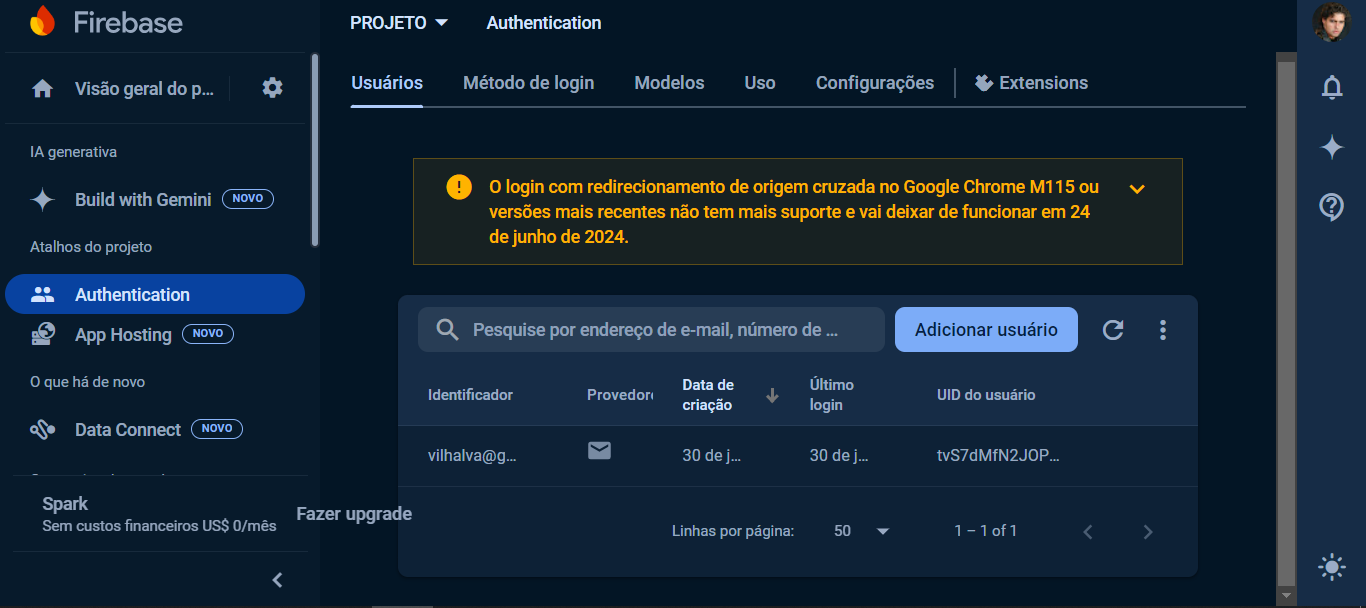 Firebase
Visão geral do p...
IA generativa
Build with Gemini NOVO
Atalhos do projeto
Authentication
App Hosting NOVO
O que há de novo
Data Connect NOVO
Spark
Sem custos financeiros US$ 0/mês
Fazer upgrade
PROJETO Authentication
Usuários Método de login Modelos Uso Configurações Extensions
O login com redirecionamento de origem cruzada no Google Chrome M115 ou
versões mais recentes não tem mais suporte e vai deixar de funcionar em 24
de junho de 2024.
Pesquise por endereço de e-mail, número de ... Adicionar usuário
Identificador Provedore Data de criação Último login UID do usuário
vilhalva@g... 30 de j... 30 de j... tvS7dMfN2JOP...
Linhas por página: 50 1 – 1 of 1